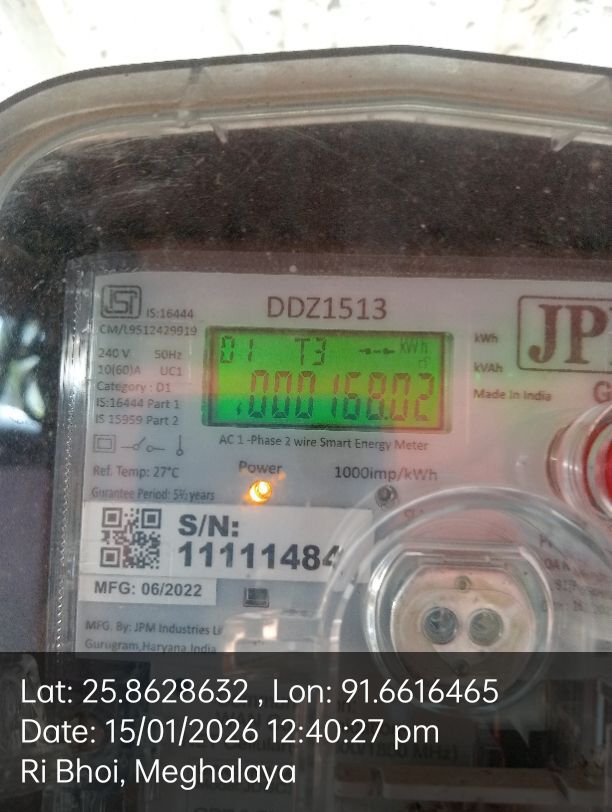 IS:16444
CM/L9512429919
DDZ1513
240 V 50Hz
10(60)A UC1
Category : D1
IS:16444 Part 1
IS 15959 Part 2
01 T3 kWh
000168.02
kWh
kVAh
JP
Made In India
AC 1 -Phase 2 wire Smart Energy Meter
Ref. Temp: 27°C
Power
1000imp/kWh
Gurantee Period: 5½ years
S/N:
11111484
MFG: 06/2022
MFG. By: JPM Industries
Gurugram, Haryana, India
Lat: 25.8628632 , Lon: 91.6616465
Date: 15/01/2026 12:40:27 pm
Ri Bhoi, Meghalaya